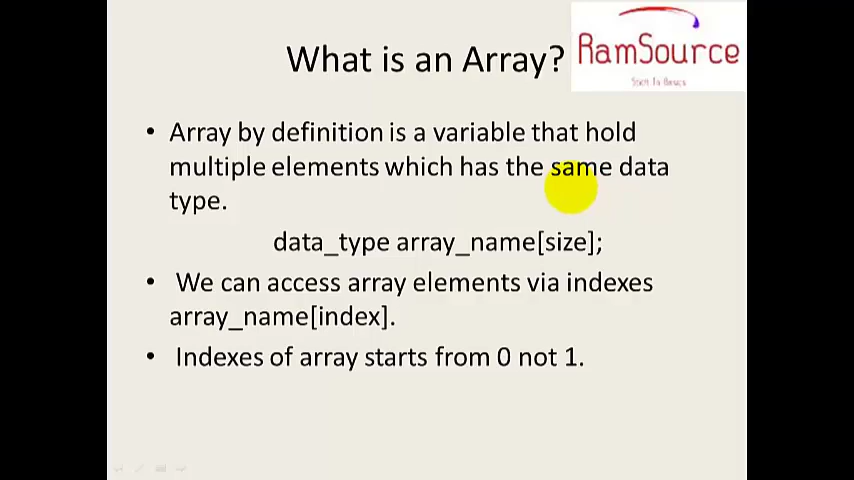 What is an Array?
RamSource
• Array by definition is a variable that hold
multiple elements which has the same data
type.
data_type array_name[size];
• We can access array elements via indexes
array_name[index].
• Indexes of array starts from 0 not 1.